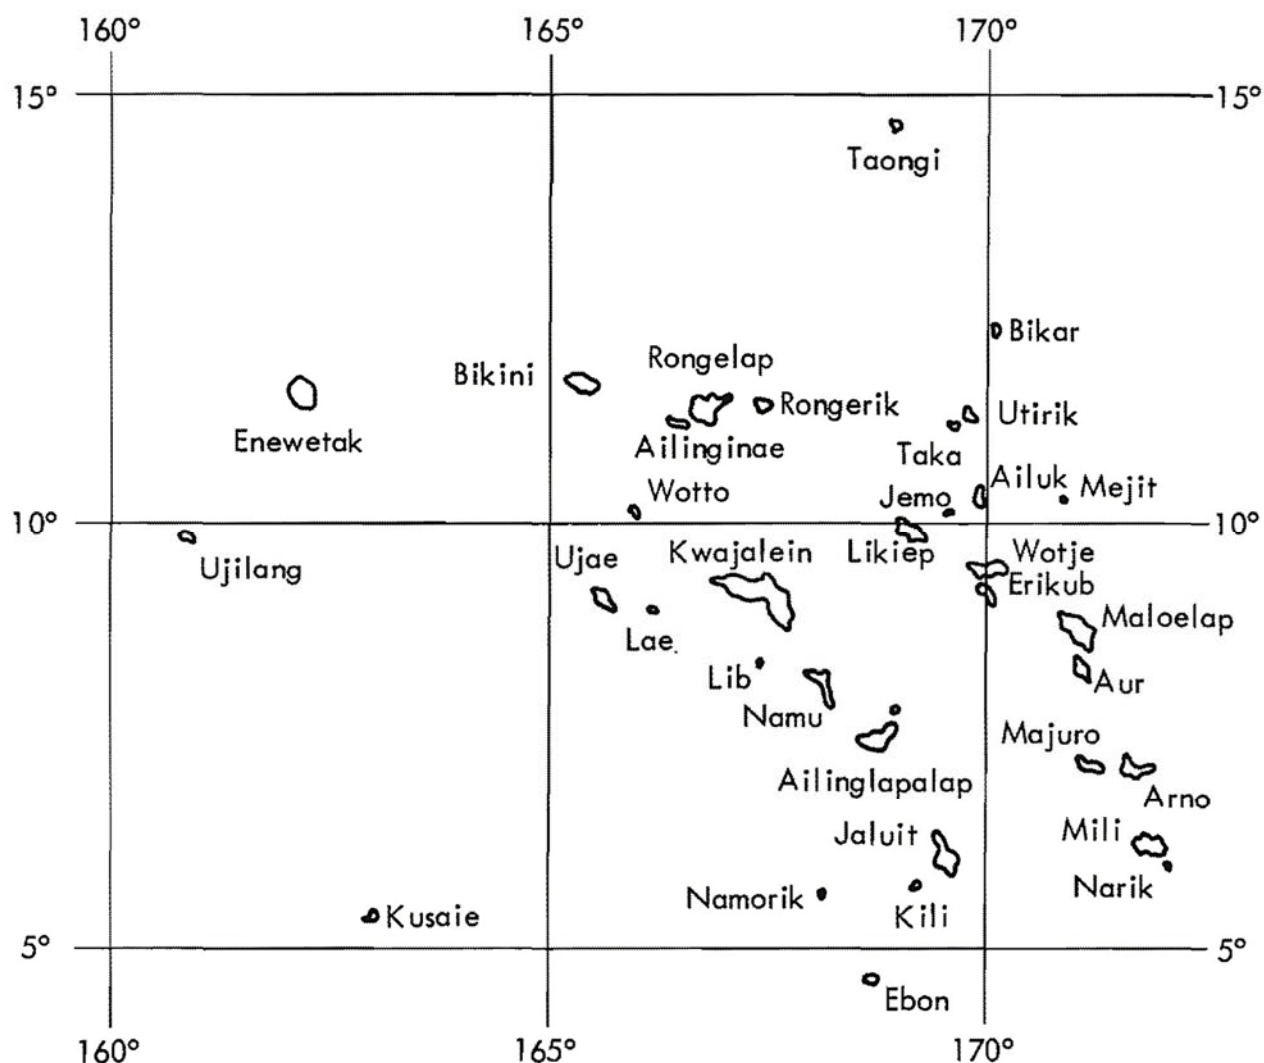 160° 165° 170°
15° 15°
Taongi
Bikar
Rongelap
Bikini
Rongerik
Utirik
Enewetak
Ailinginae
Taka
Ailuk
Mejit
Wotto
Jemo
10° 10°
Ujae
Kwajalein
Likiep
Wotje
Ujilang
Erikub
Maloelap
Lae
Lib
Aur
Namu
Majuro
Ailinglapalap
Arno
Jaluit
Mili
Namorik
Narik
Kili
Kusaie
5° 5°
Ebon
160° 165° 170°